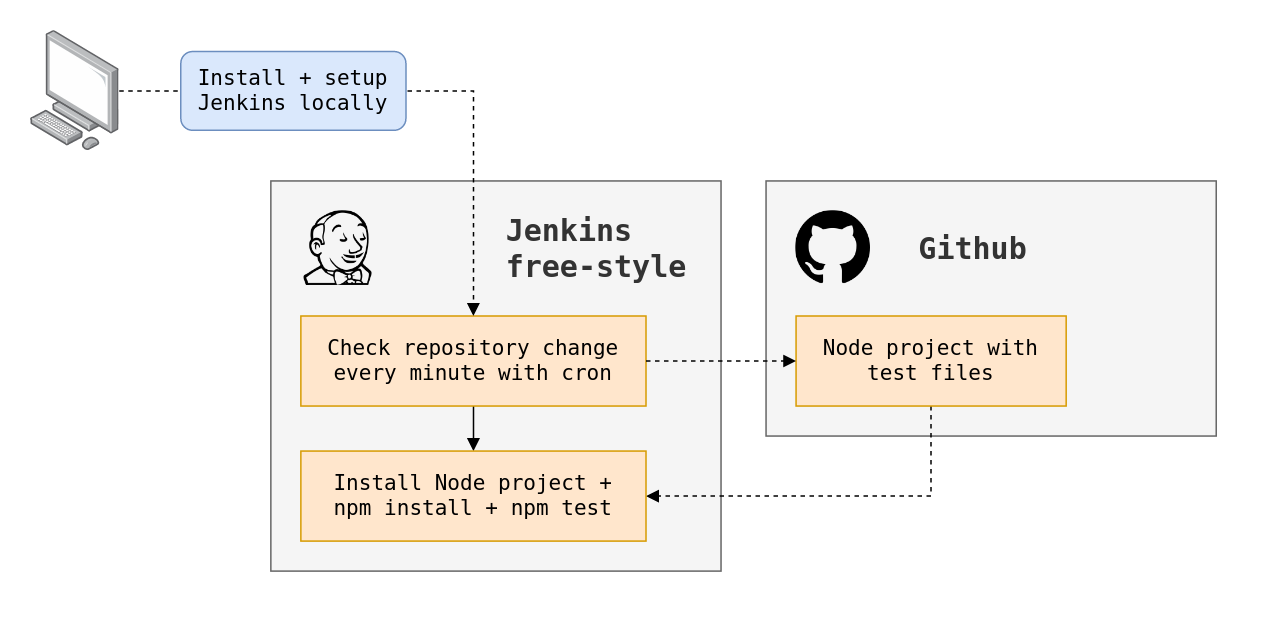 Install + setup
Jenkins locally
Jenkins
free-style
Github
Check repository change
every minute with cron
Node project with
test files
Install Node project +
npm install + npm test